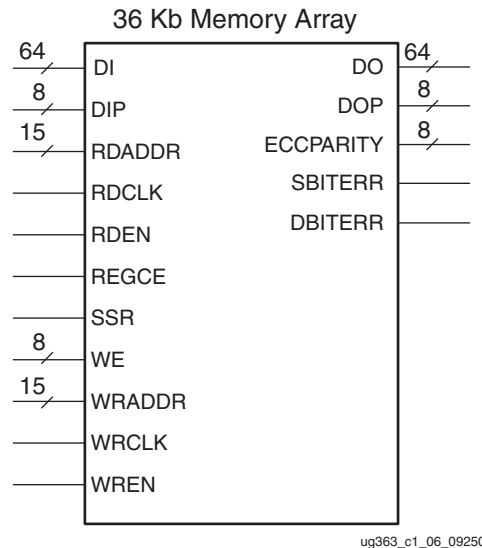 36 Kb Memory Array
64
DI
8
DIP
15
RDADDR
RDCLK
RDEN
REGCE
SSR
8
WE
15
WRADDR
WRCLK
WREN
64
DO
8
DOP
8
ECCPARITY
SBITERR
DBITERR